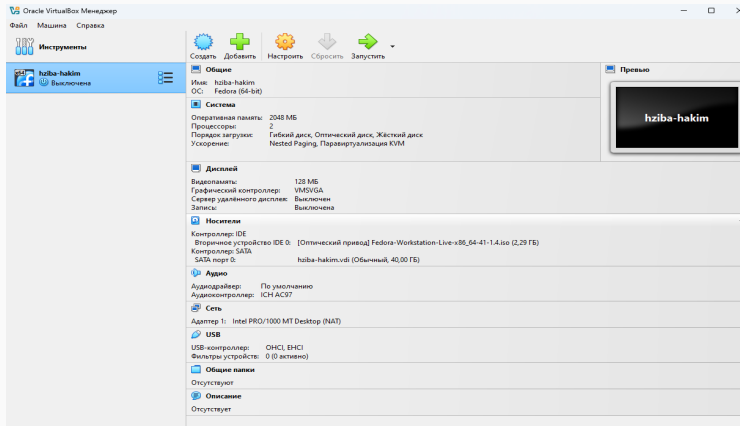 Oracle VirtualBox Менеджер
Файл Машина Справка
Инструменты
Создать Добавить Настроить Сбросить Запустить
hziba-hakim
Выключена
Общие
Имя: hziba-hakim
ОС: Fedora (64-bit)
Превью
hziba-hakim
Система
Оперативная память: 2048 МБ
Процессоры: 2
Порядок загрузки: Гибкий диск, Оптический диск, Жёсткий диск
Ускорение: Nested Paging, Паравиртуализация KVM
Дисплей
Видеопамять: 128 МБ
Графический контроллер: VMSVGA
Сервер удалённого дисплея: Выключен
Запись: Выключена
Носители
Контроллер: IDE
Вторичное устройство IDE 0: [Оптический привод] Fedora-Workstation-Live-x86_64-41-1.4.iso (2,29 ГБ)
Контроллер: SATA
SATA порт 0: hziba-hakim.vdi (Обычный, 40,00 ГБ)
Аудио
Аудиодрайвер: По умолчанию
Аудиоконтроллер: ICH AC97
Сеть
Адаптер 1: Intel PRO/1000 MT Desktop (NAT)
USB
USB-контроллер: OHCI, EHCI
Фильтры устройств: 0 (0 активно)
Общие папки
Отсутствуют
Описание
Отсутствует